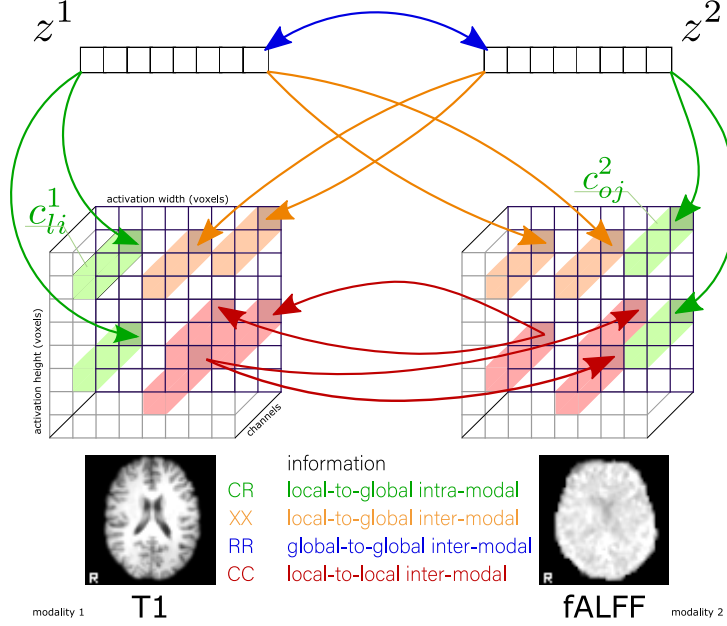 z¹ z²
activation width (voxels)
c¹ₗᵢ c²ₒⱼ
activation height (voxels)
channels
information
CR local-to-global intra-modal
XX local-to-global inter-modal
RR global-to-global inter-modal
CC local-to-local inter-modal
R R
modality 1 T1 fALFF modality 2